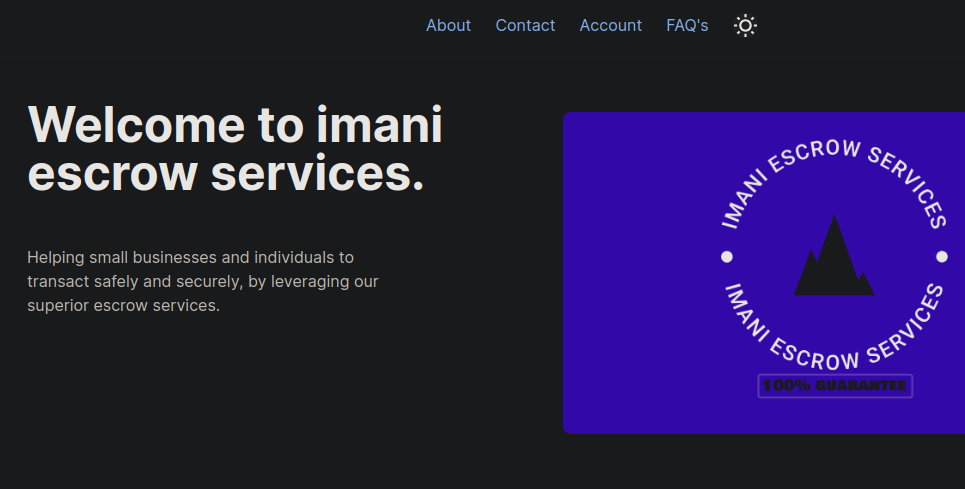 About Contact Account FAQ's
Welcome to imani
escrow services.
Helping small businesses and individuals to
transact safely and securely, by leveraging our
superior escrow services.
IMANI ESCROW SERVICES
IMANI ESCROW SERVICES
100% GUARANTEE